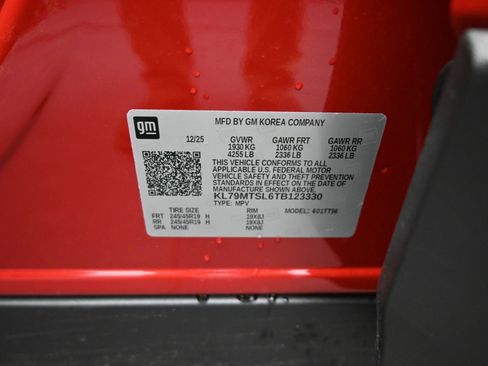 gm
MFD BY GM KOREA COMPANY
12/25 GVWR GAWR FRT GAWR RR
1930 KG 1060 KG 1060 KG
4255 LB 2336 LB 2336 LB
THIS VEHICLE CONFORMS TO ALL
APPLICABLE U.S. FEDERAL MOTOR
VEHICLE SAFETY AND THEFT PREVENTION
STANDARDS IN EFFECT ON THE DATE OF
MANUFACTURE SHOWN ABOVE.
KL79MTSL6TB123330
TYPE: MPV
TIRE SIZE RIM MODEL:
FRT 245/45R19 H 19X8J
RR 245/45R19 H 19X8J
SPA NONE NONE